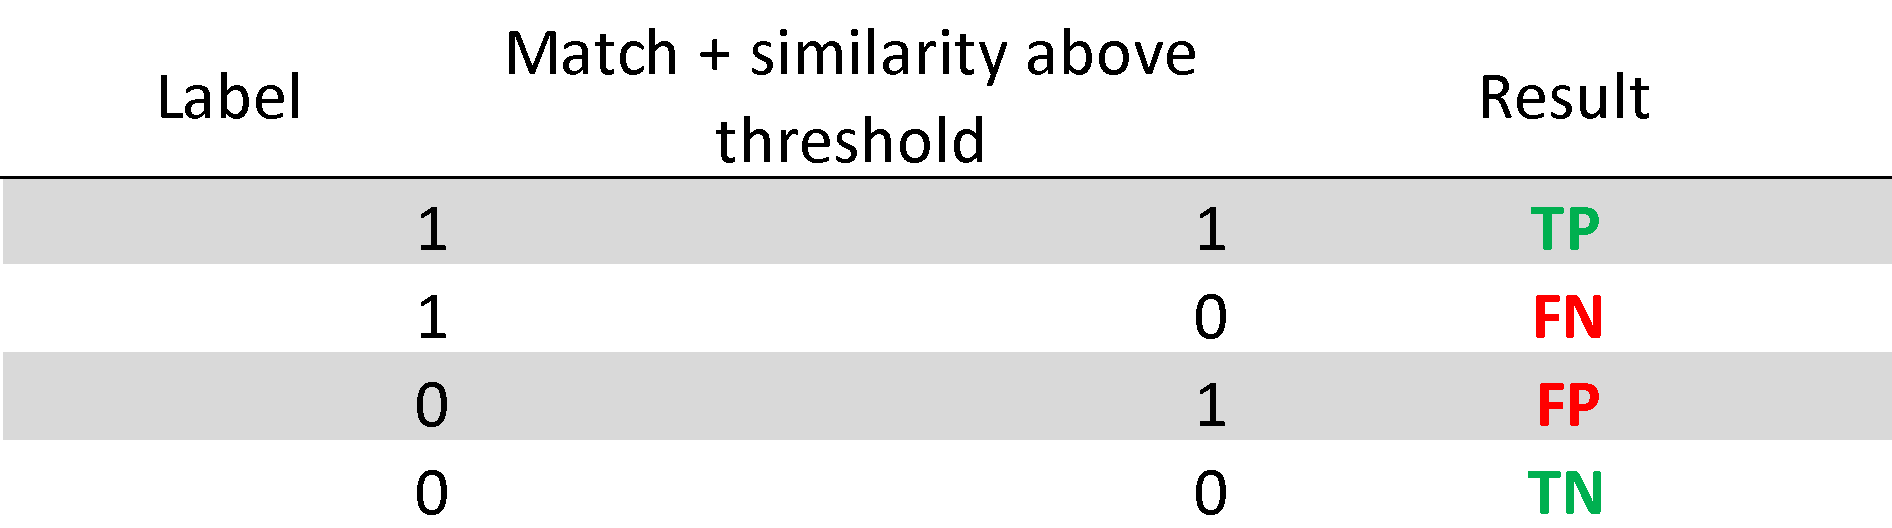 Label Match + similarity above threshold Result
1 1 TP
1 0 FN
0 1 FP
0 0 TN